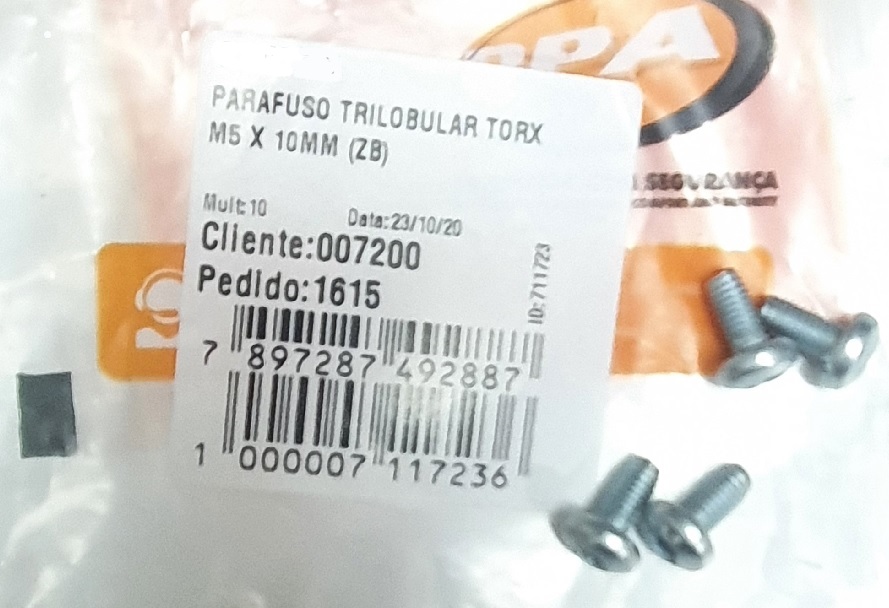 PARAFUSO TRILOBULAR TORX
M5 X 10MM (ZB)
Mult:10 Data:23/10/20
Cliente:007200
Pedido:1615
ID:711723
7 897287 492887
1 000007 117236
SEGURANÇA